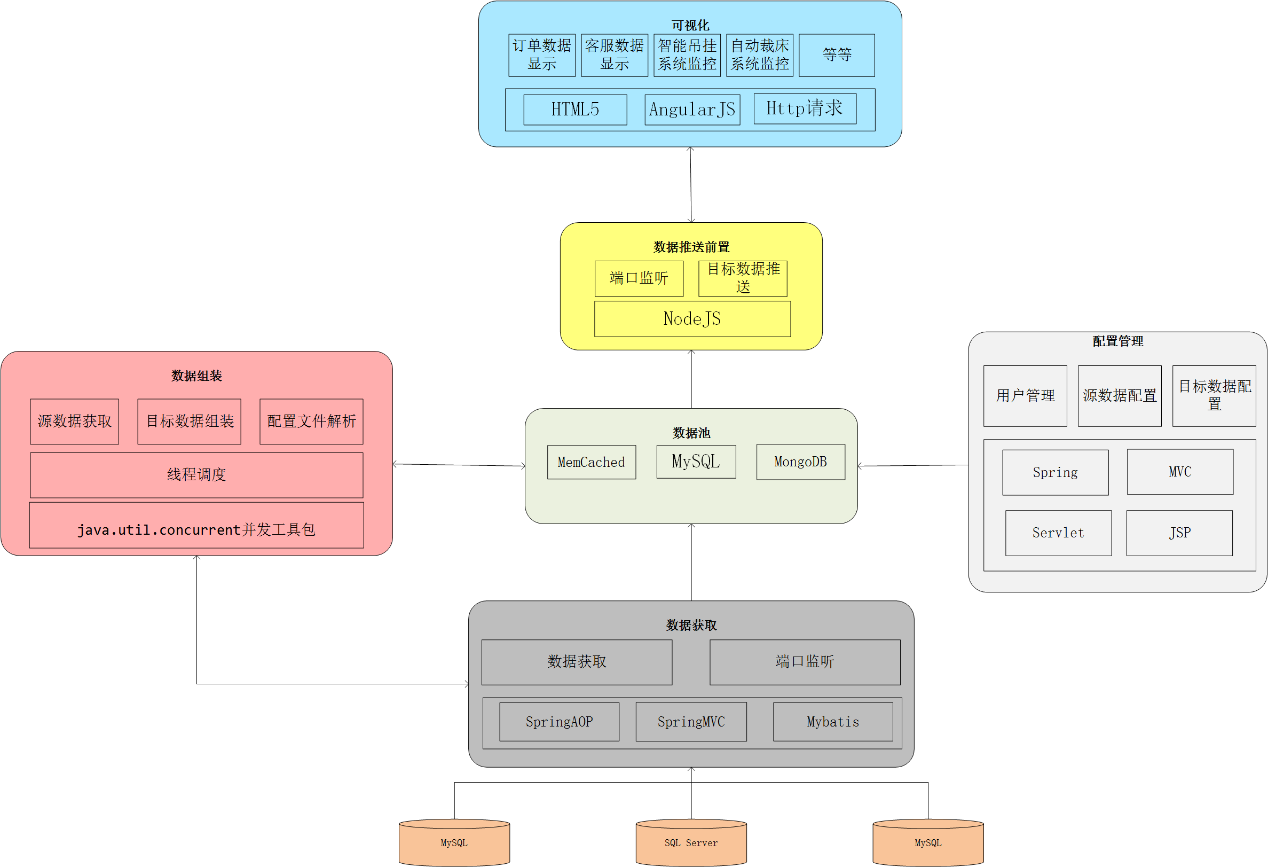 可视化
订单数据
显示
客服数据
显示
智能吊挂
系统监控
自动裁床
系统监控
等等
HTML5
AngularJS
Http请求
数据推送前置
端口监听
目标数据推
送
NodeJS
数据组装
源数据获取
目标数据组装
配置文件解析
线程调度
java.util.concurrent并发工具包
数据池
MemCached
MySQL
MongoDB
配置管理
用户管理
源数据配置
目标数据配
置
Spring
MVC
Servlet
JSP
数据获取
数据获取
端口监听
SpringAOP
SpringMVC
Mybatis
MySQL
SQL Server
MySQL